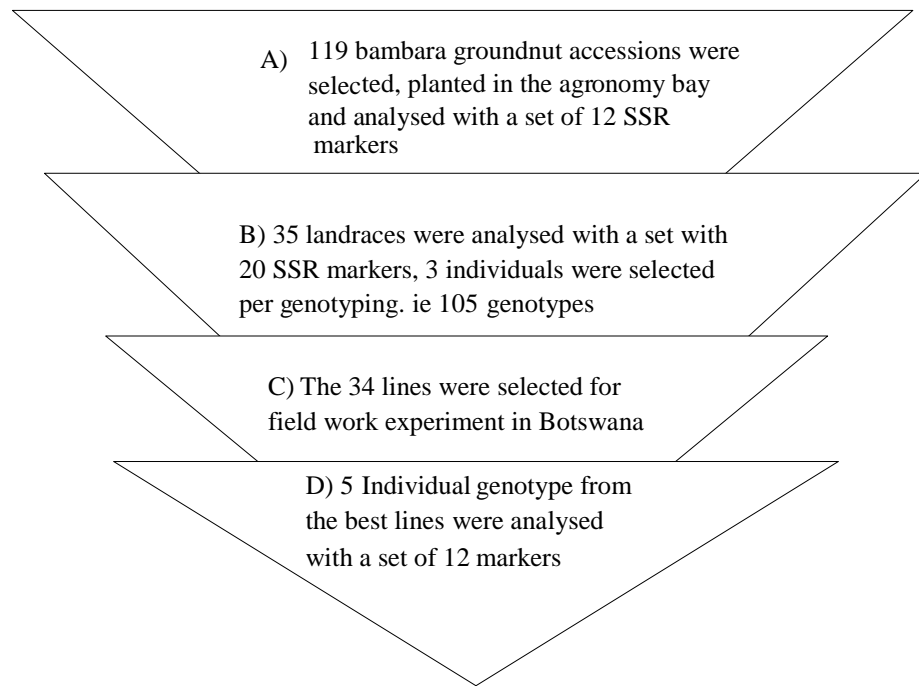 A) 119 bambara groundnut accessions were
selected, planted in the agronomy bay
and analysed with a set of 12 SSR
markers
B) 35 landraces were analysed with a set with
20 SSR markers, 3 individuals were selected
per genotyping. ie 105 genotypes
C) The 34 lines were selected for
field work experiment in Botswana
D) 5 Individual genotype from
the best lines were analysed
with a set of 12 markers